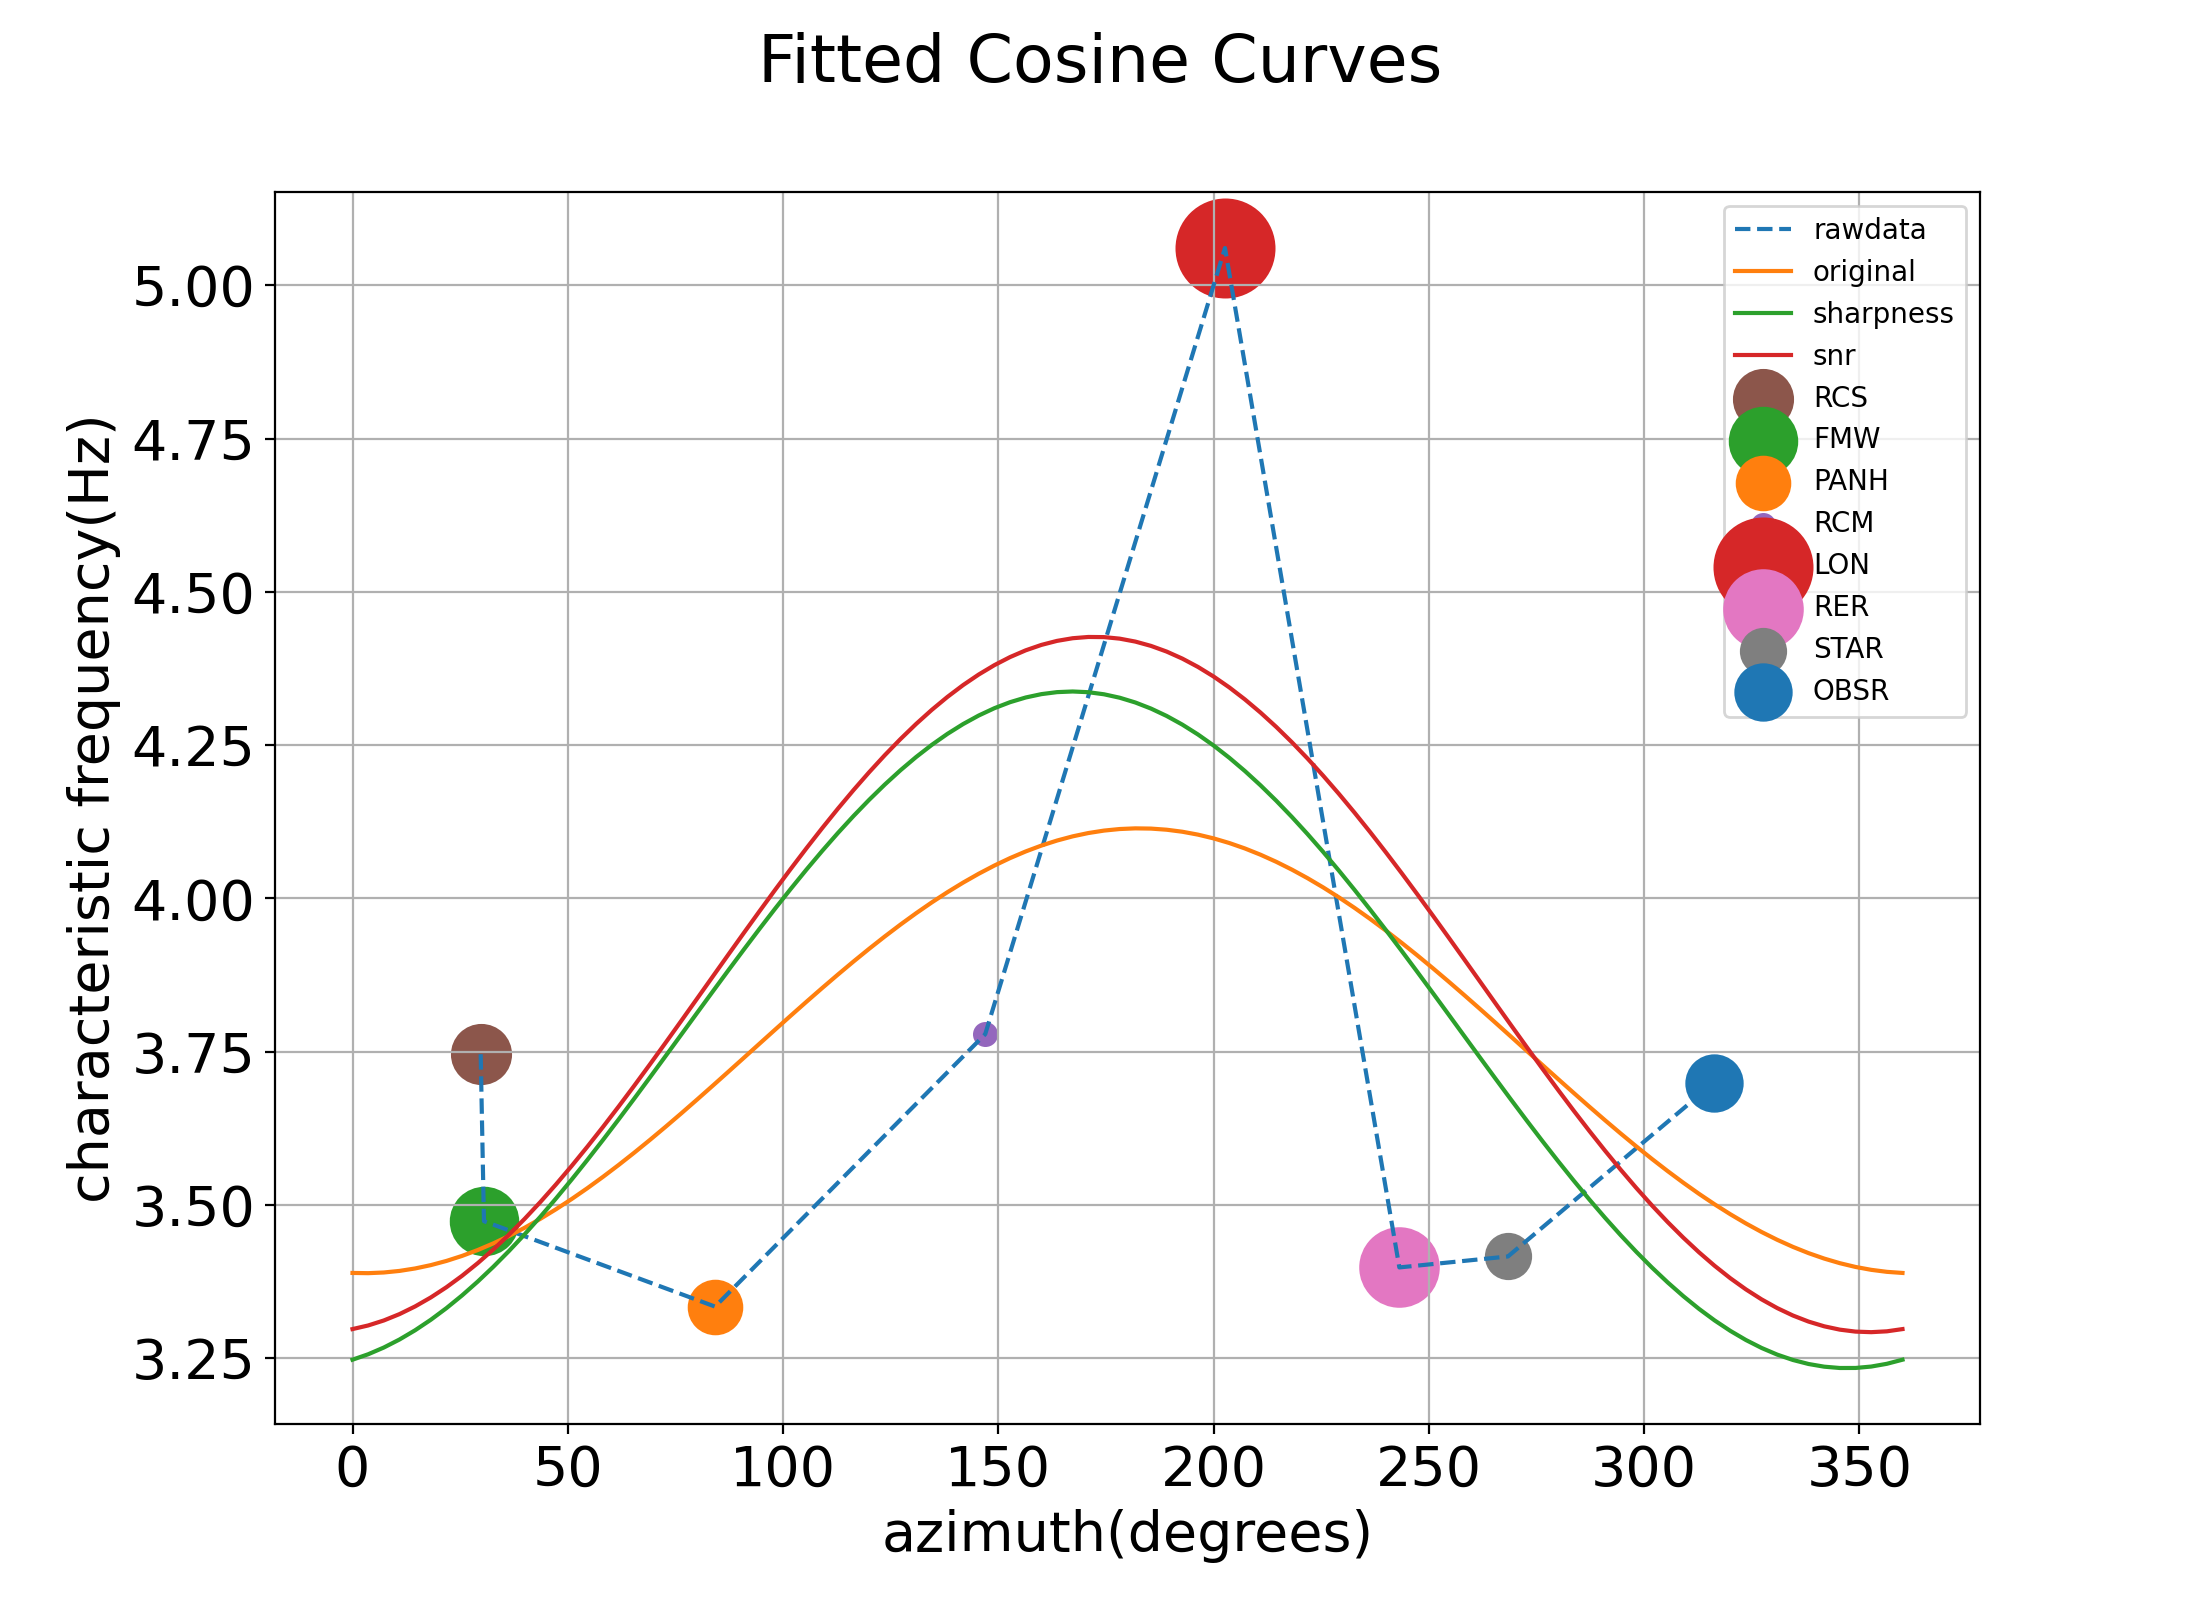 Fitted Cosine Curves
characteristic frequency(Hz)
5.00
4.75
4.50
4.25
4.00
3.75
3.50
3.25
rawdata
original
sharpness
snr
RCS
FMW
PANH
RCM
LON
RER
STAR
OBSR
0 50 100 150 200 250 300 350
azimuth(degrees)